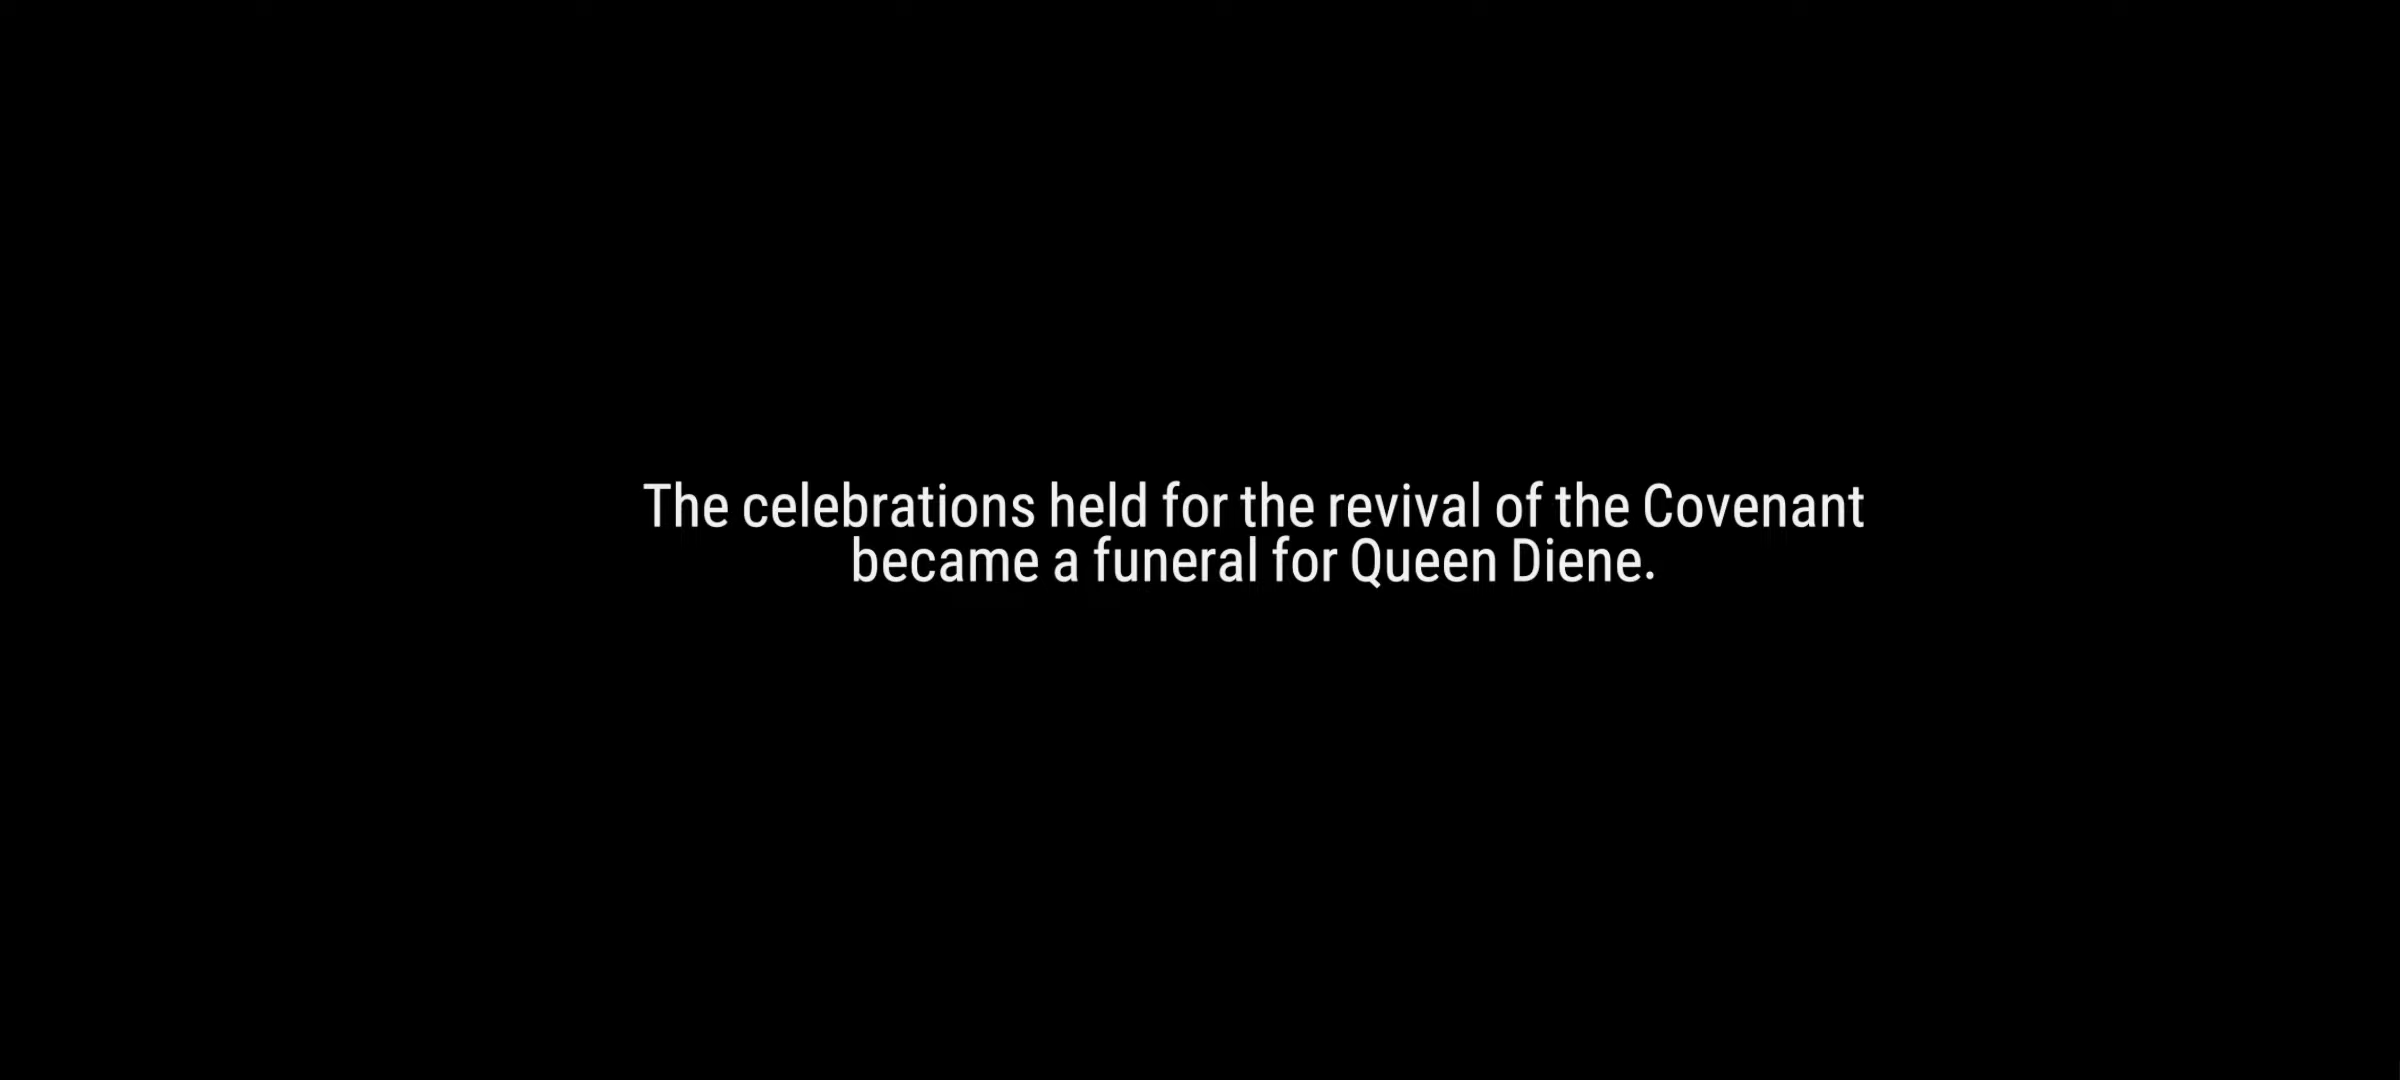 The celebrations held for the revival of the Covenant
became a funeral for Queen Diene.